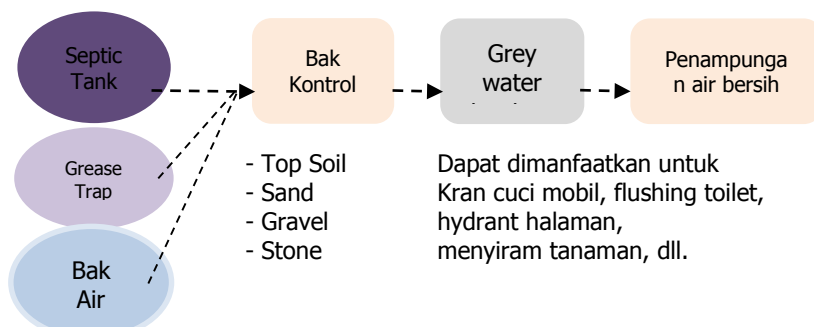 Septic
Tank
Grease
Trap
Bak
Air
Bak
Kontrol
Grey
water
Penampunga
n air bersih
- Top Soil
- Sand
- Gravel
- Stone
Dapat dimanfaatkan untuk
Kran cuci mobil, flushing toilet,
hydrant halaman,
menyiram tanaman, dll.